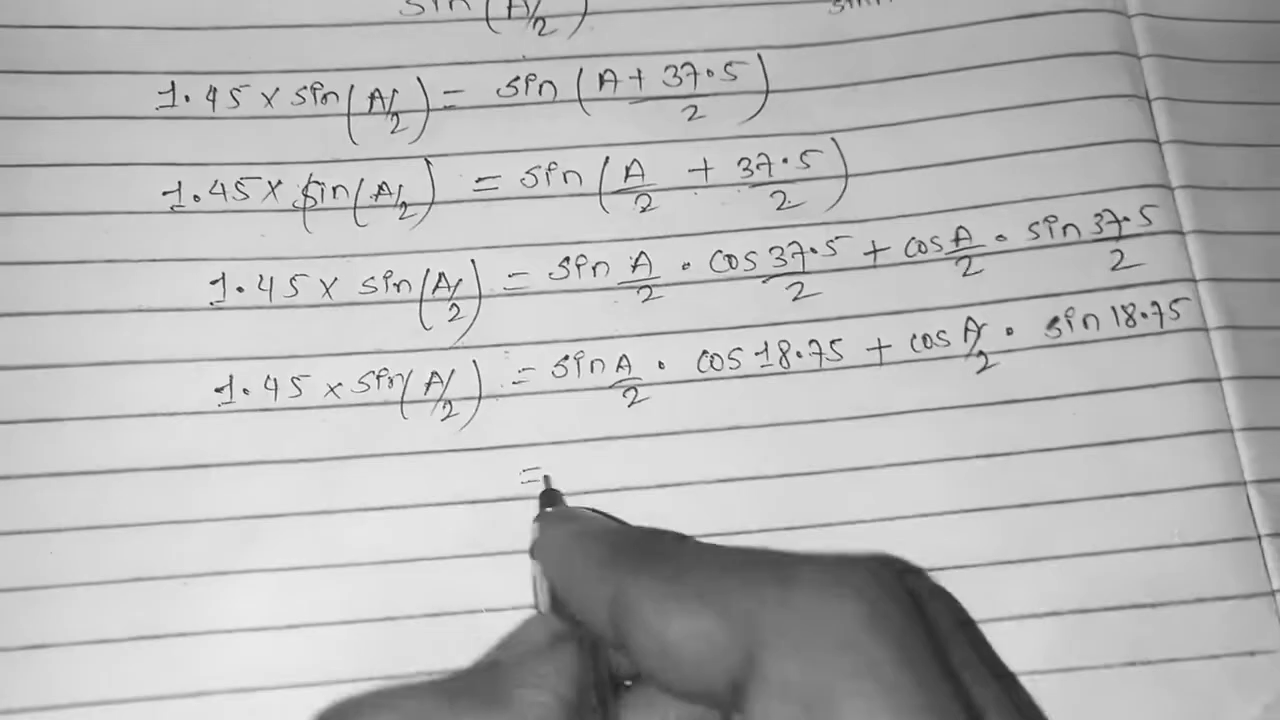 sin(A/2)
1.45 × sin(A/2) = sin(A + 37.5/2)
1.45 × sin(A/2) = sin(A/2 + 37.5/2)
1.45 × sin(A/2) = sin A/2 . cos 37.5/2 + cos A/2 . sin 37.5/2
1.45 × sin(A/2) = sin A/2 . cos 18.75 + cos A/2 . sin 18.75
=